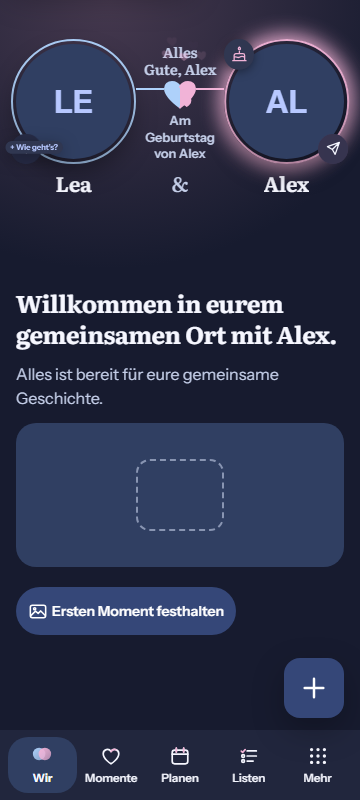 Alles
Gute, Alex
LE
AL
Am
Geburtstag
von Alex
+ Wie geht's?
Lea
&
Alex
Willkommen in eurem
gemeinsamen Ort mit Alex.
Alles ist bereit für eure gemeinsame
Geschichte.
Ersten Moment festhalten
Wir
Momente
Planen
Listen
Mehr